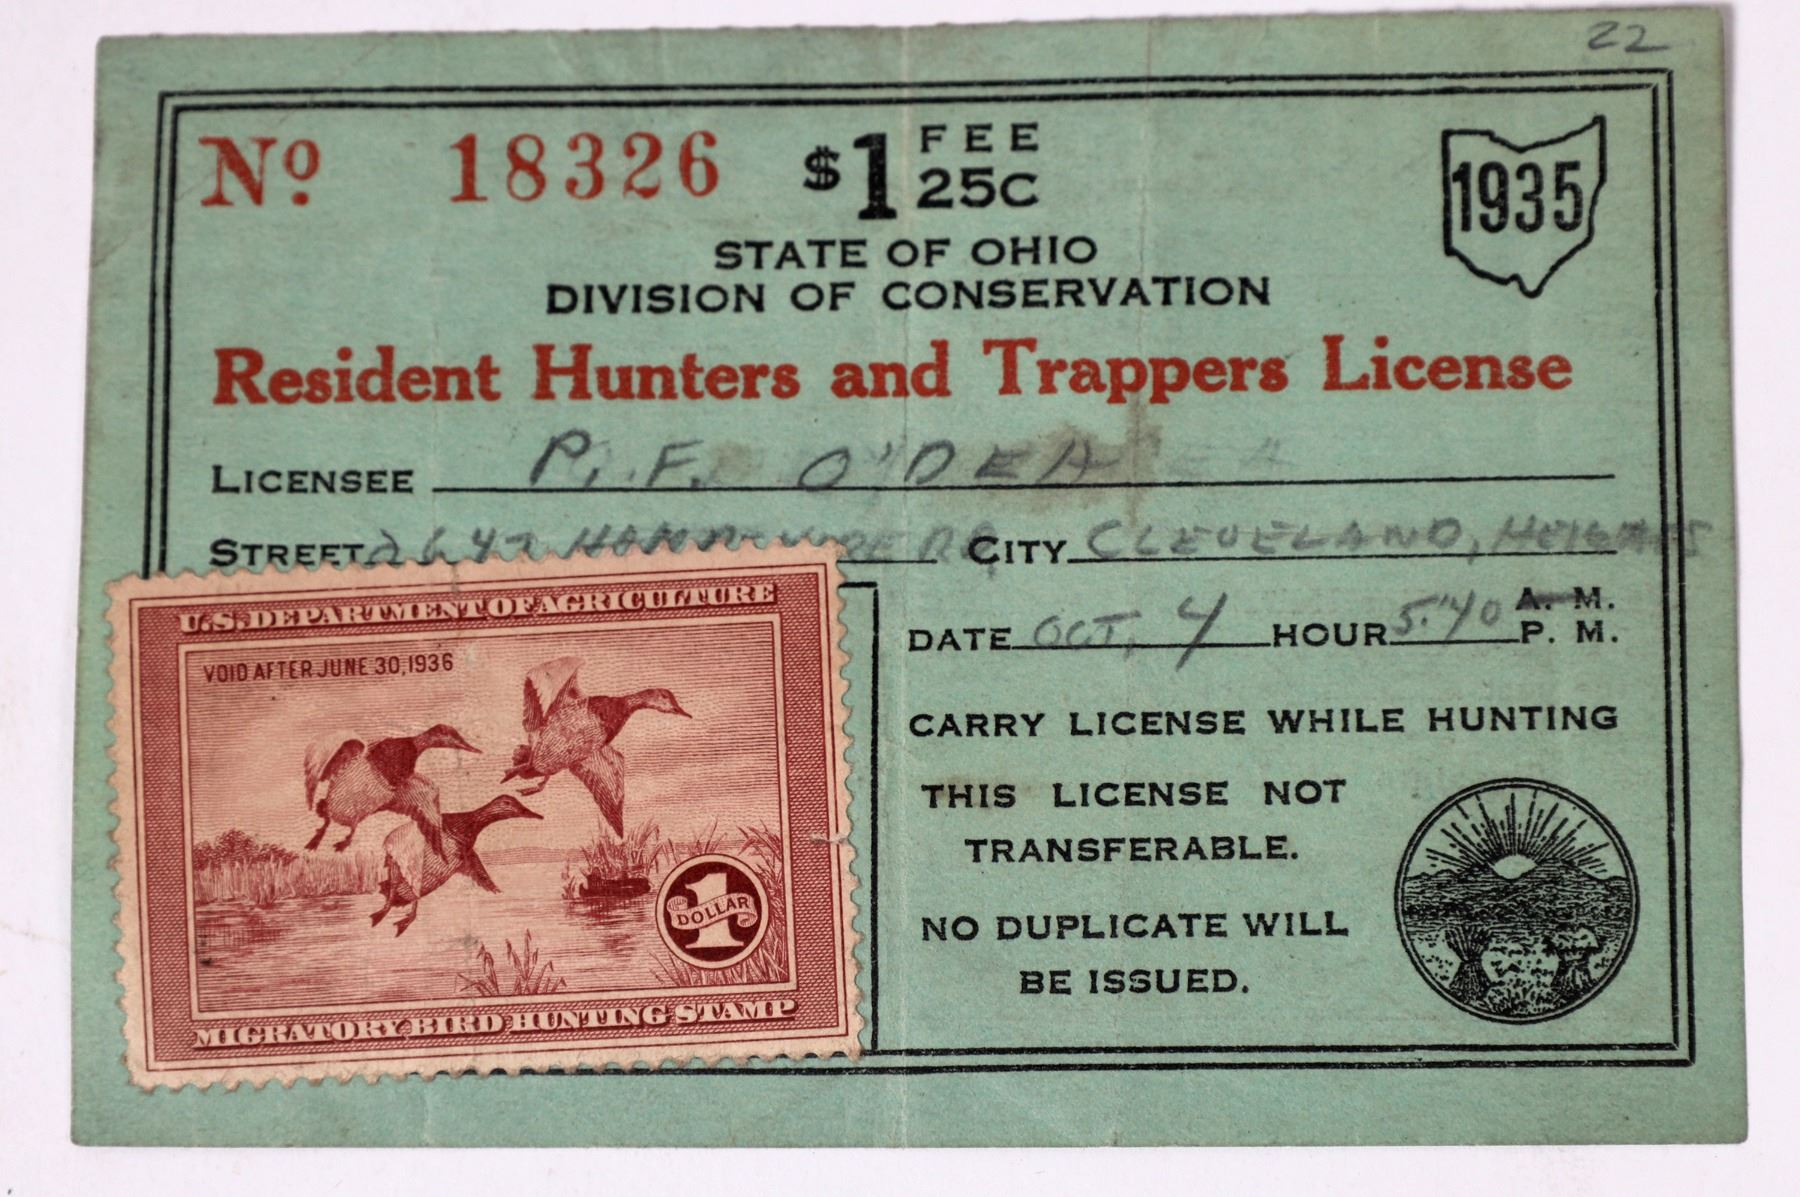 22
No 18326 $1 FEE 25C
1935
STATE OF OHIO
DIVISION OF CONSERVATION
Resident Hunters and Trappers License
LICENSEE P. F. O'DEA
STREET 2647 CITY CLEVELAND, HEIGHTS
DATE OCT, 4 HOUR 5:40 A. M.
P. M.
CARRY LICENSE WHILE HUNTING
THIS LICENSE NOT
TRANSFERABLE.
NO DUPLICATE WILL
BE ISSUED.
U.S. DEPARTMENT OF AGRICULTURE
VOID AFTER JUNE 30, 1936
1
DOLLAR
MIGRATORY BIRD HUNTING STAMP